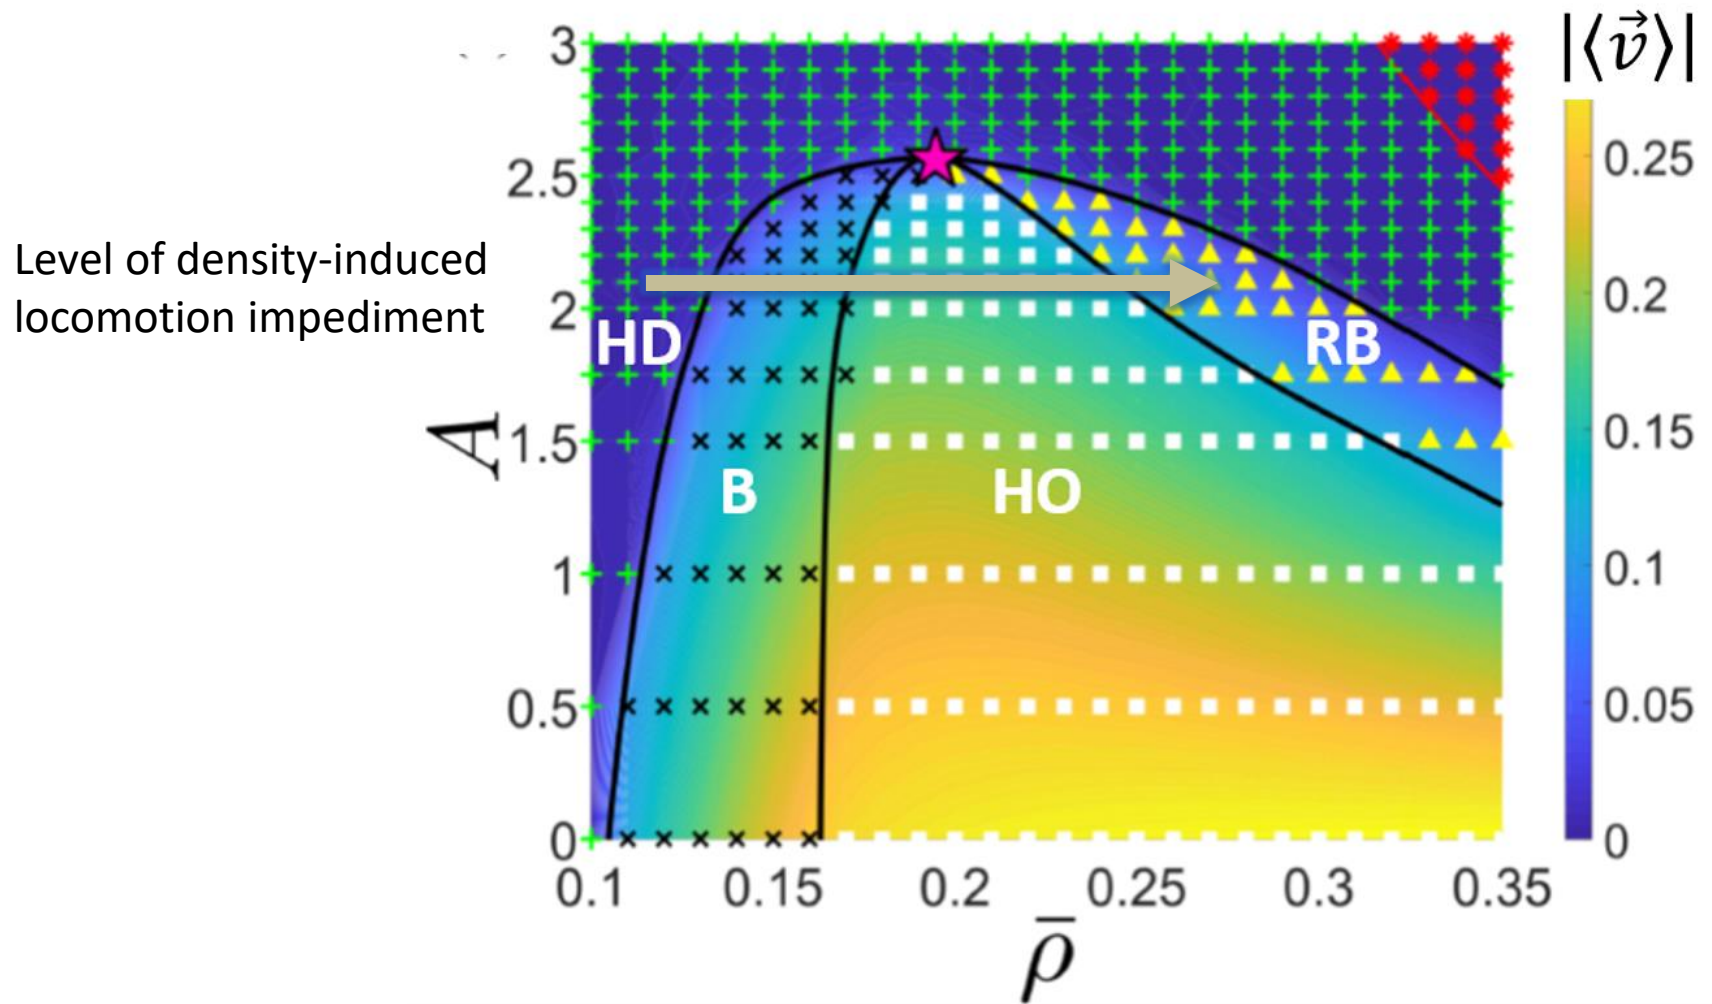 |⟨v⃗⟩|
3
2.5
2
1.5
1
0.5
0
Level of density-induced
locomotion impediment
A
HD
B
HO
RB
0.25
0.2
0.15
0.1
0.05
0
0.1 0.15 0.2 0.25 0.3 0.35
ρ̄